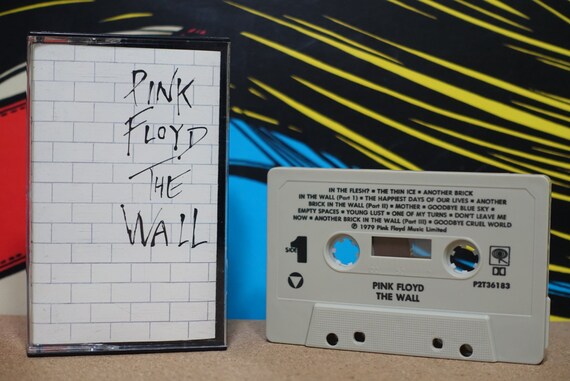 PINK
FLOYD
THE
WALL
IN THE FLESH? • THE THIN ICE • ANOTHER BRICK
IN THE WALL (Part I) • THE HAPPIEST DAYS OF OUR LIVES • ANOTHER
BRICK IN THE WALL (Part II) • MOTHER • GOODBYE BLUE SKY •
EMPTY SPACES • YOUNG LUST • ONE OF MY TURNS • DON'T LEAVE ME
NOW • ANOTHER BRICK IN THE WALL (Part III) • GOODBYE CRUEL WORLD
℗ 1979 Pink Floyd Music Limited
SIDE 1
PINK FLOYD
THE WALL
P2T36183